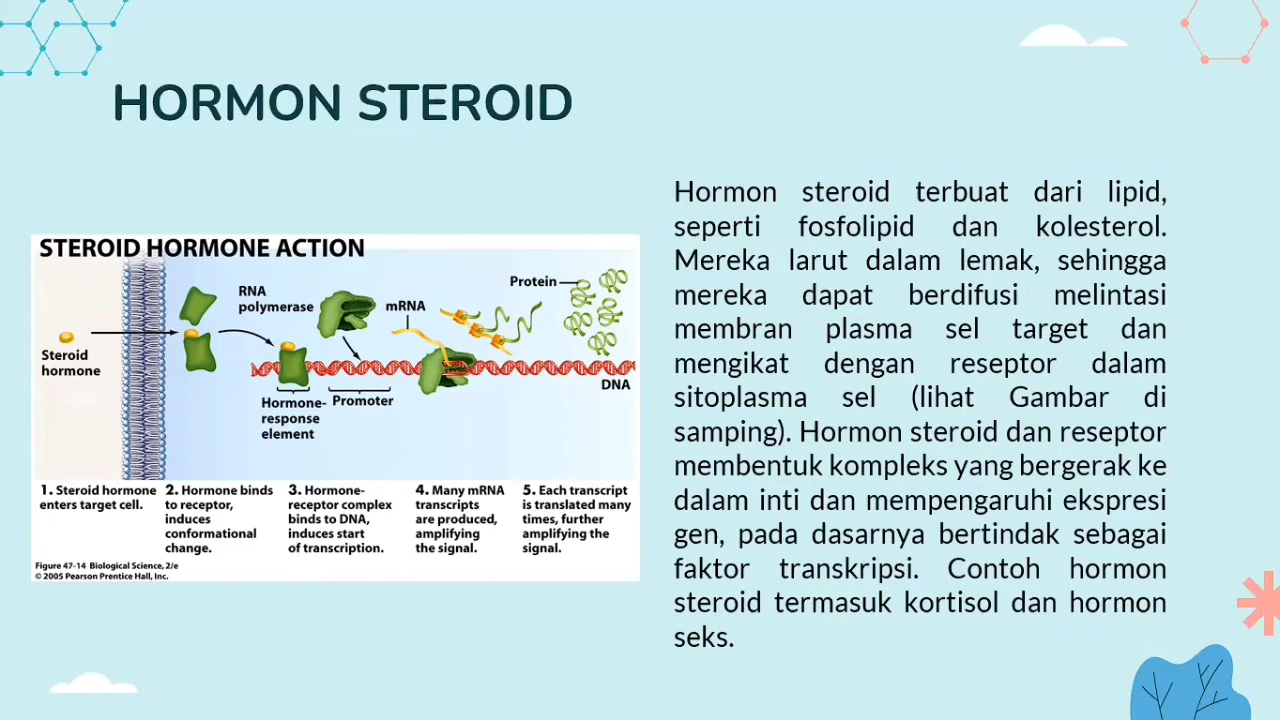 HORMON STEROID
STEROID HORMONE ACTION
Steroid
hormone
RNA
polymerase
mRNA
Protein
DNA
Hormone-
response
element
Promoter
1. Steroid hormone
enters target cell.
2. Hormone binds
to receptor,
induces
conformational
change.
3. Hormone-
receptor complex
binds to DNA,
induces start
of transcription.
4. Many mRNA
transcripts
are produced,
amplifying
the signal.
5. Each transcript
is translated many
times, further
amplifying the
signal.
Figure 47-14 Biological Science, 2/e
© 2005 Pearson Prentice Hall, Inc.
Hormon steroid terbuat dari lipid,
seperti fosfolipid dan kolesterol.
Mereka larut dalam lemak, sehingga
mereka dapat berdifusi melintasi
membran plasma sel target dan
mengikat dengan reseptor dalam
sitoplasma sel (lihat Gambar di
samping). Hormon steroid dan reseptor
membentuk kompleks yang bergerak ke
dalam inti dan mempengaruhi ekspresi
gen, pada dasarnya bertindak sebagai
faktor transkripsi. Contoh hormon
steroid termasuk kortisol dan hormon
seks.